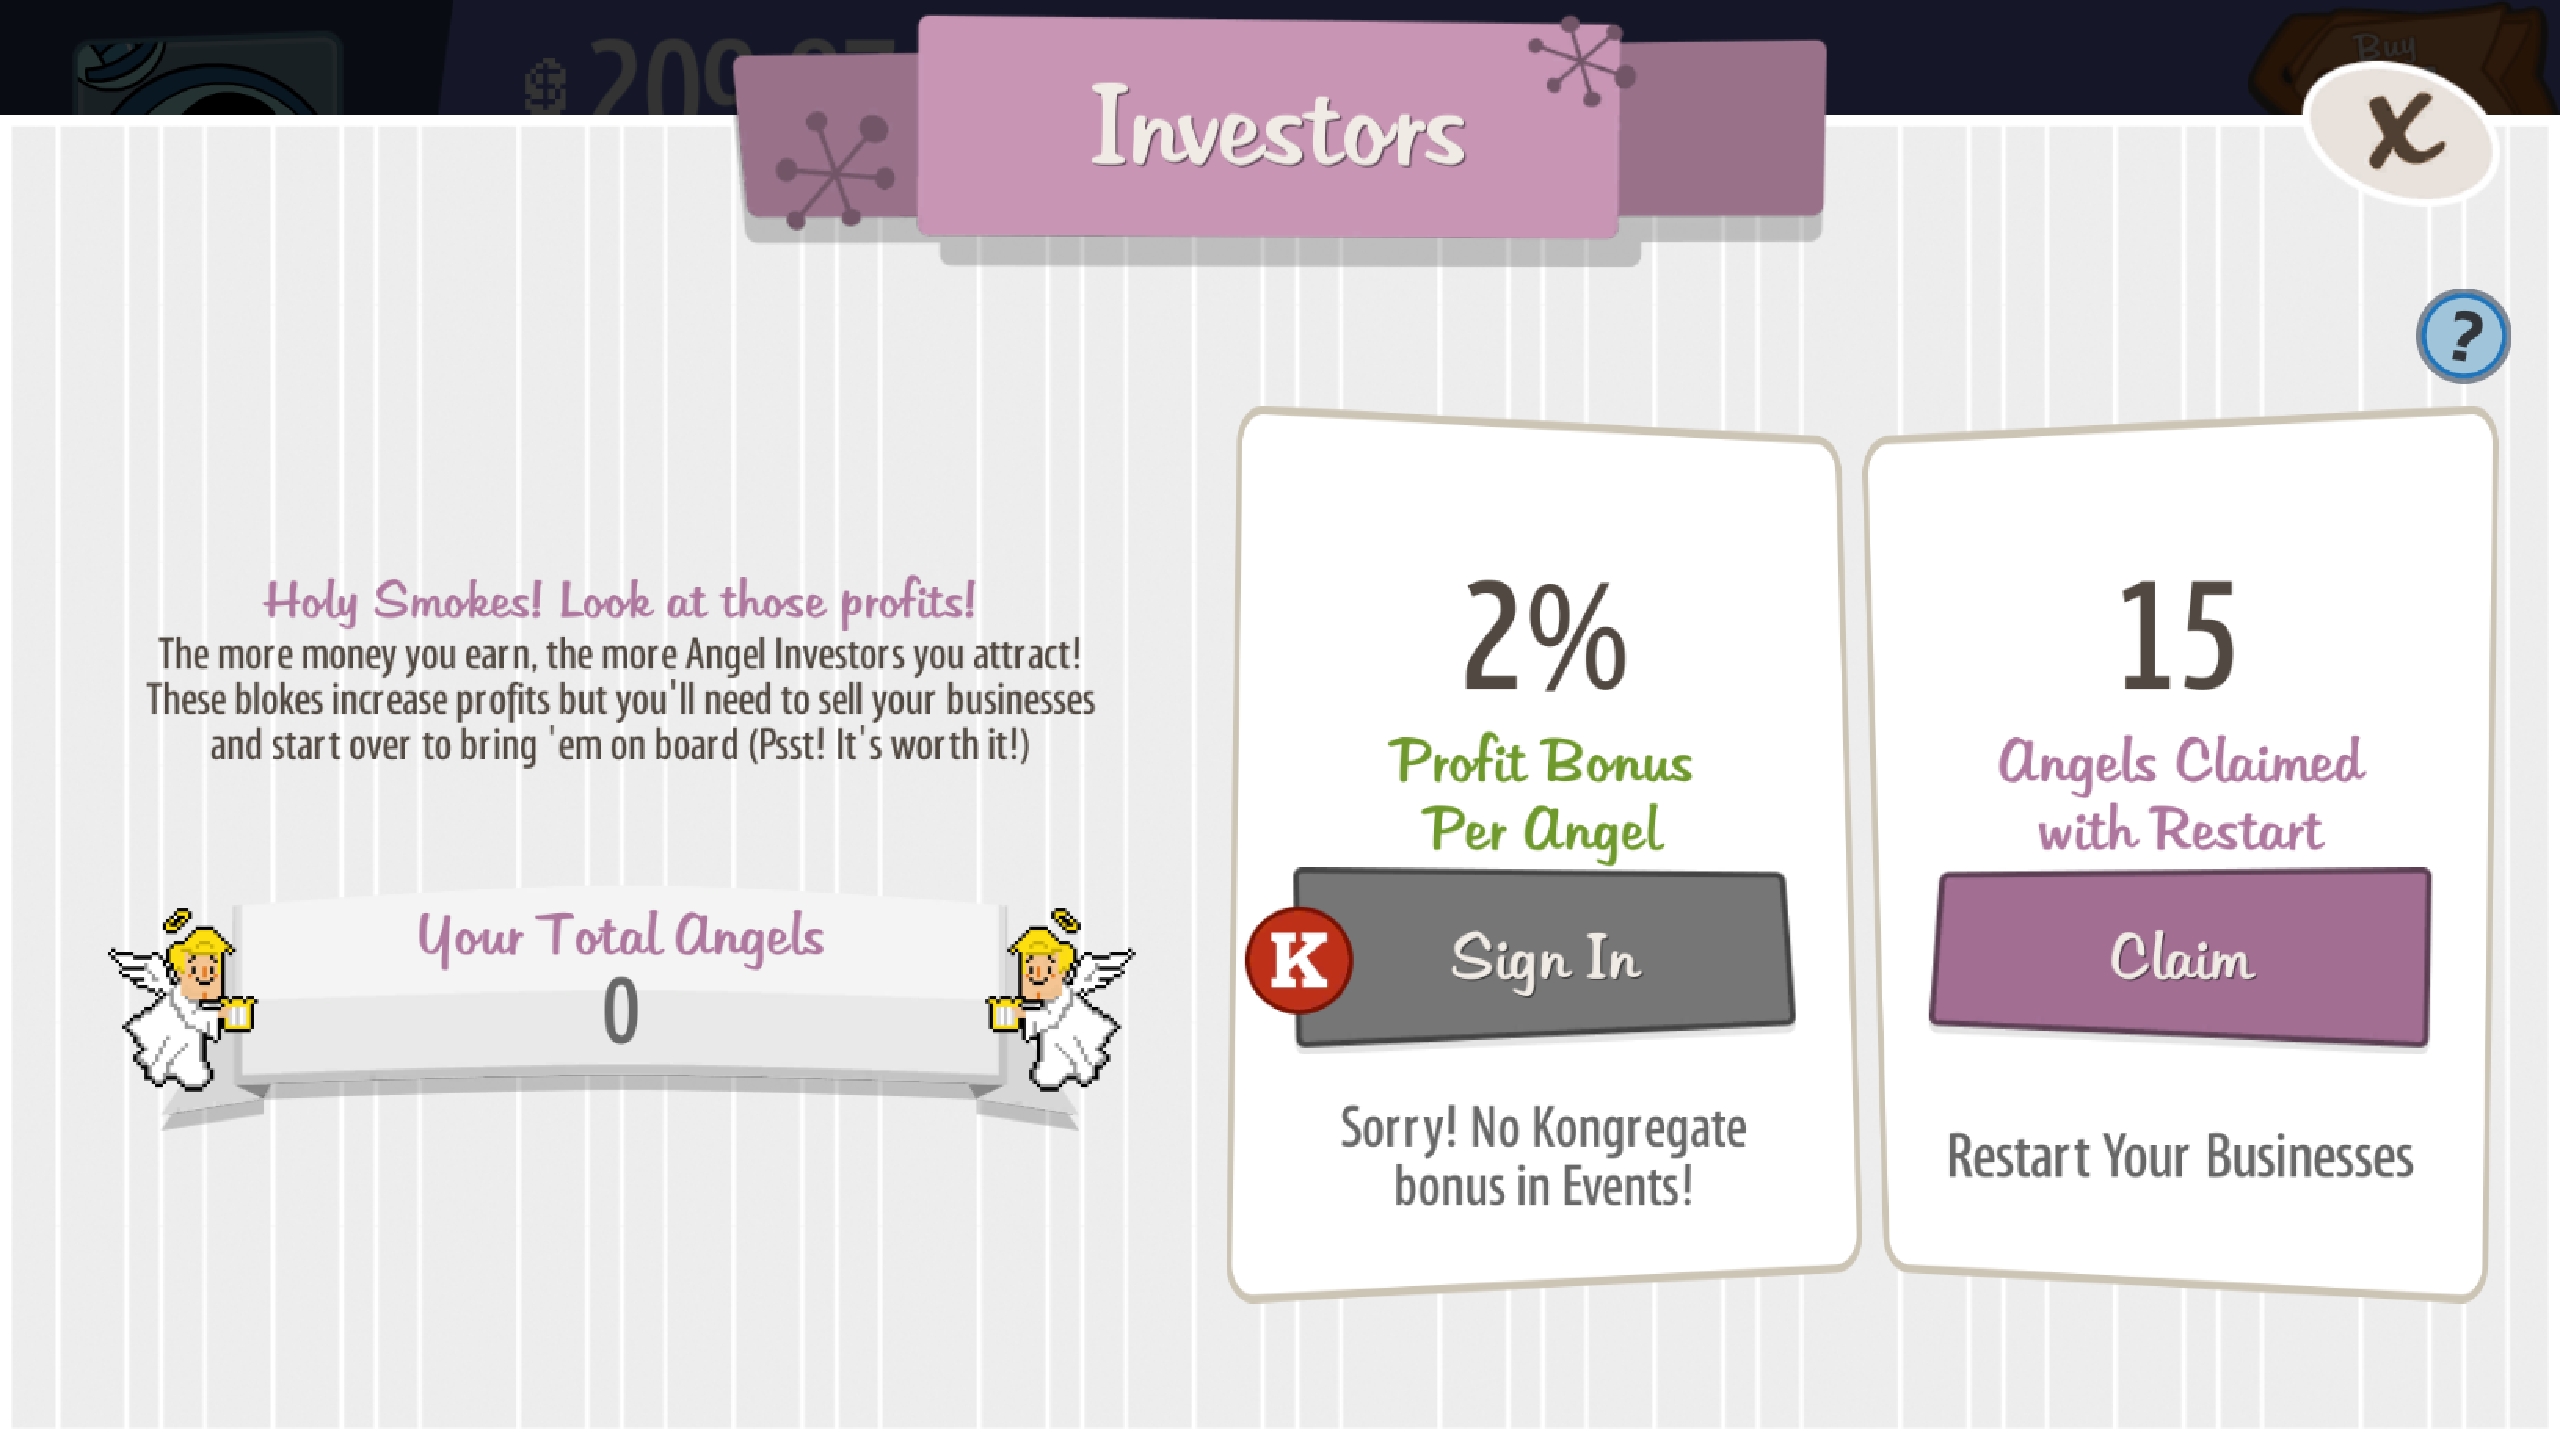 Buy
Investors
?
Holy Smokes! Look at those profits!
The more money you earn, the more Angel Investors you attract!
These blokes increase profits but you'll need to sell your businesses
and start over to bring 'em on board (Psst! It's worth it!)
Your Total Angels
0
2%
Profit Bonus
Per Angel
K
Sign In
Sorry! No Kongregate
bonus in Events!
15
Angels Claimed
with Restart
Claim
Restart Your Businesses
X